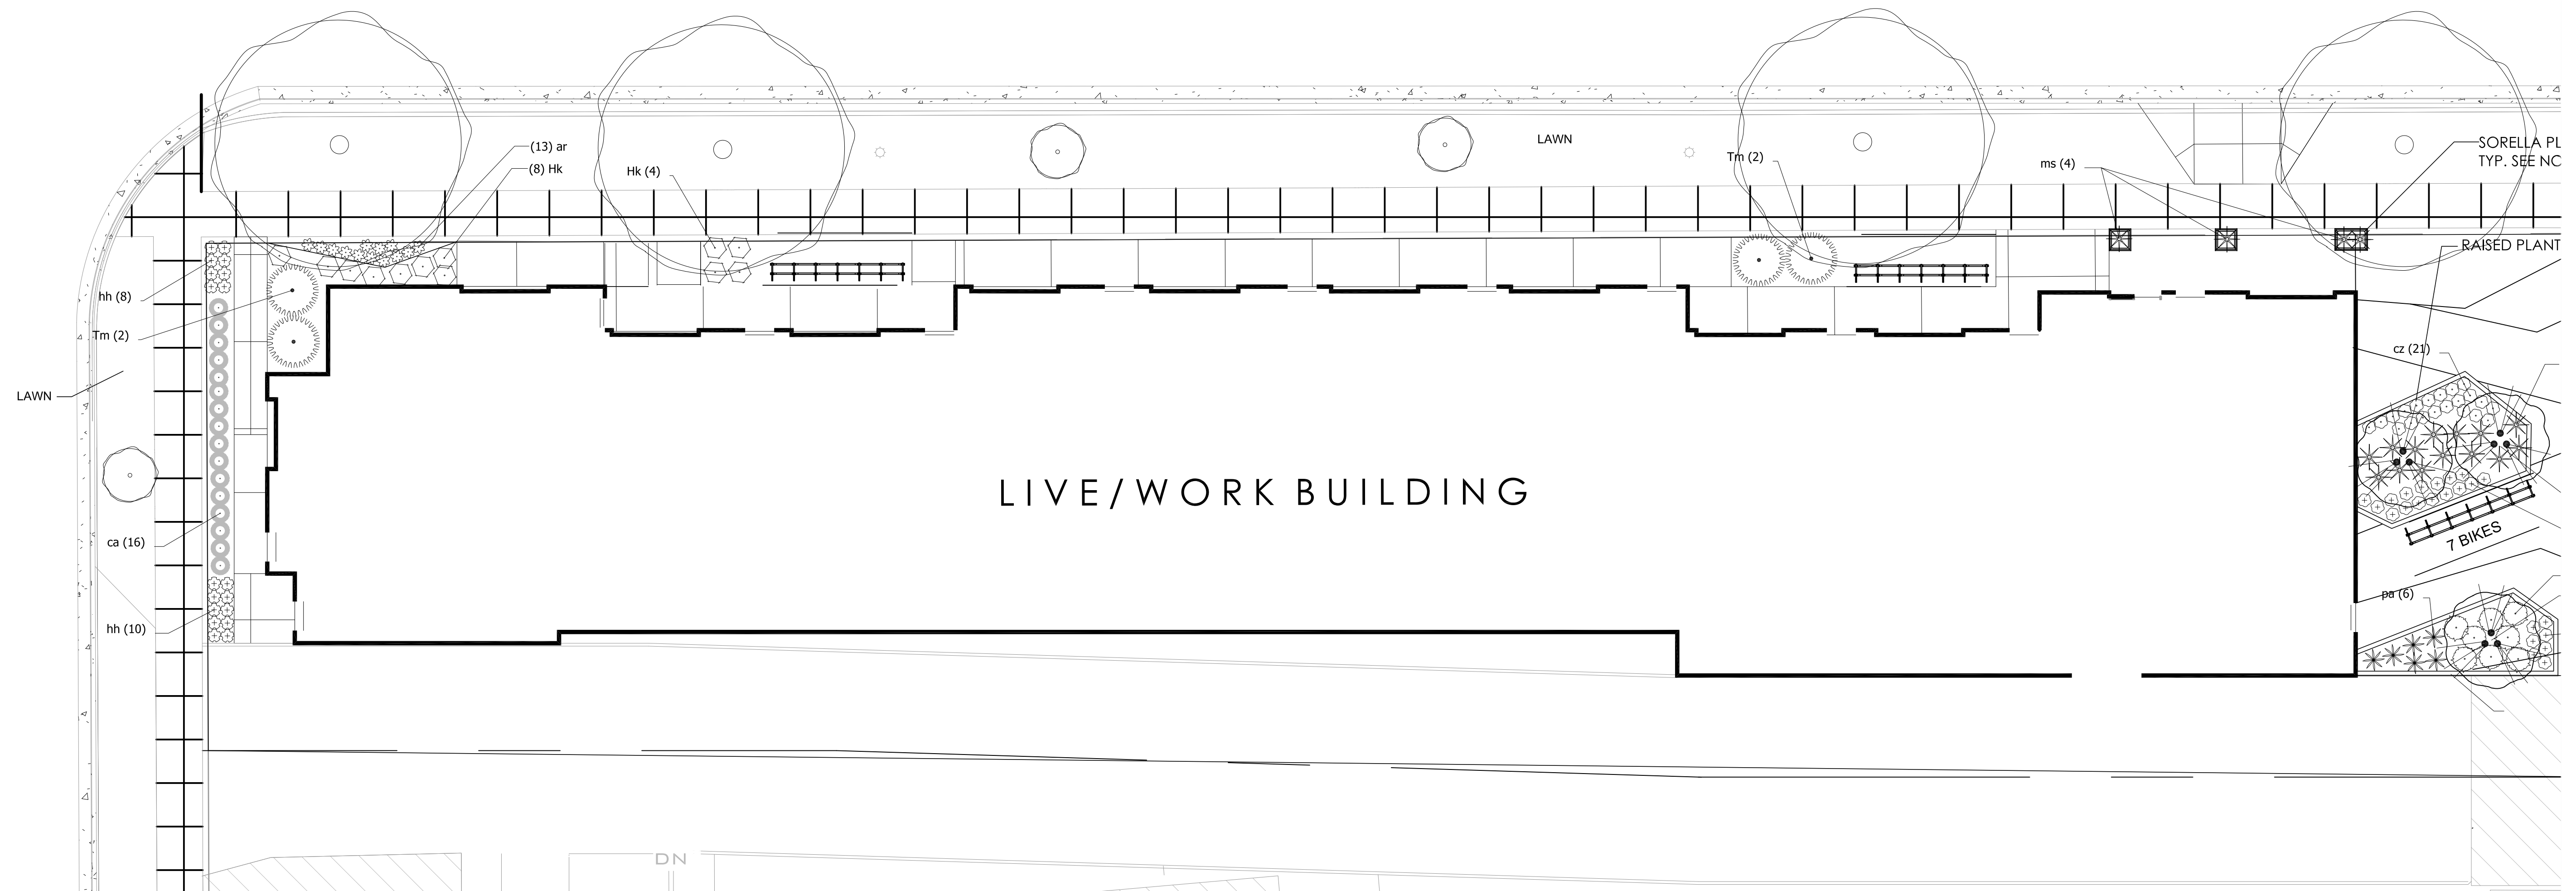 (13) ar
(8) Hk
Hk (4)
LAWN
Tm (2)
ms (4)
SORELLA PL
TYP. SEE NC
RAISED PLANT
hh (8)
Tm (2)
LAWN
cz (21)
LIVE/WORK BUILDING
ca (16)
7 BIKES
pa (6)
hh (10)
DN